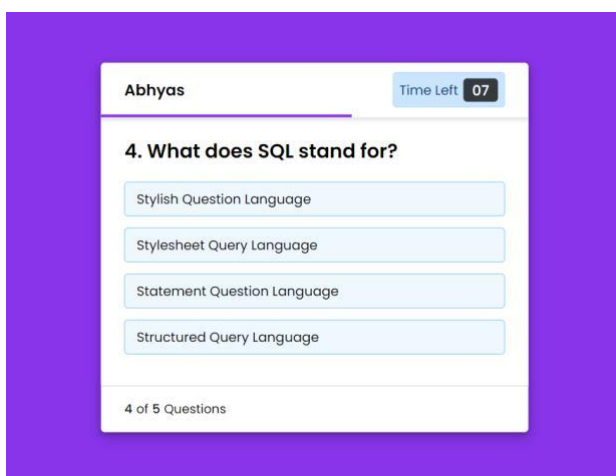 Abhyas
Time Left 07
4. What does SQL stand for?
Stylish Question Language
Stylesheet Query Language
Statement Question Language
Structured Query Language
4 of 5 Questions